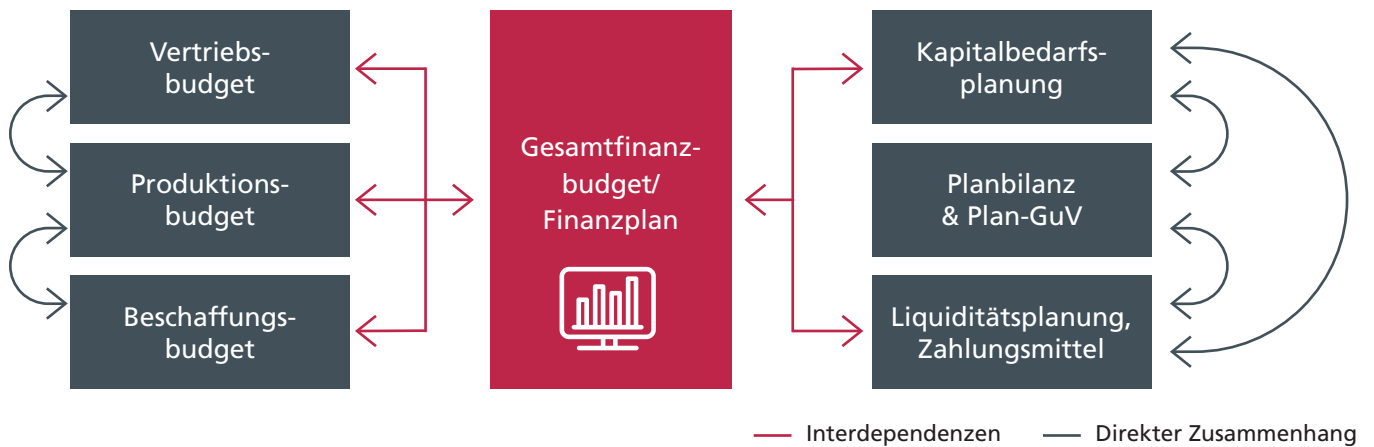 Vertriebs-
budget
Produktions-
budget
Beschaffungs-
budget
Gesamtfinanz-
budget/
Finanzplan
Kapitalbedarfs-
planung
Planbilanz
& Plan-GuV
Liquiditätsplanung,
Zahlungsmittel
Interdependenzen
Direkter Zusammenhang